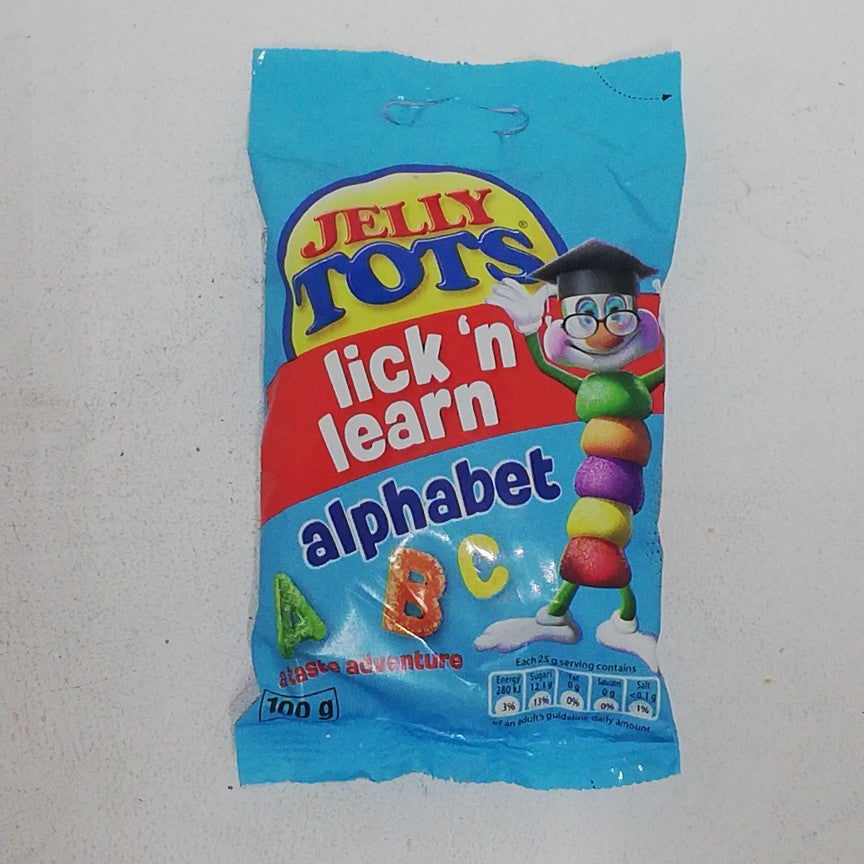 JELLY
TOTS®
lick 'n
learn
alphabet
A B C
a taste adventure
100 g
Each 25 g serving contains
Energy Sugars Fat Saturates Salt
280 kJ 12.1 g 0 g 0 g <0.1 g
3% 13% 0% 0% 1%
of an adult's guideline daily amount